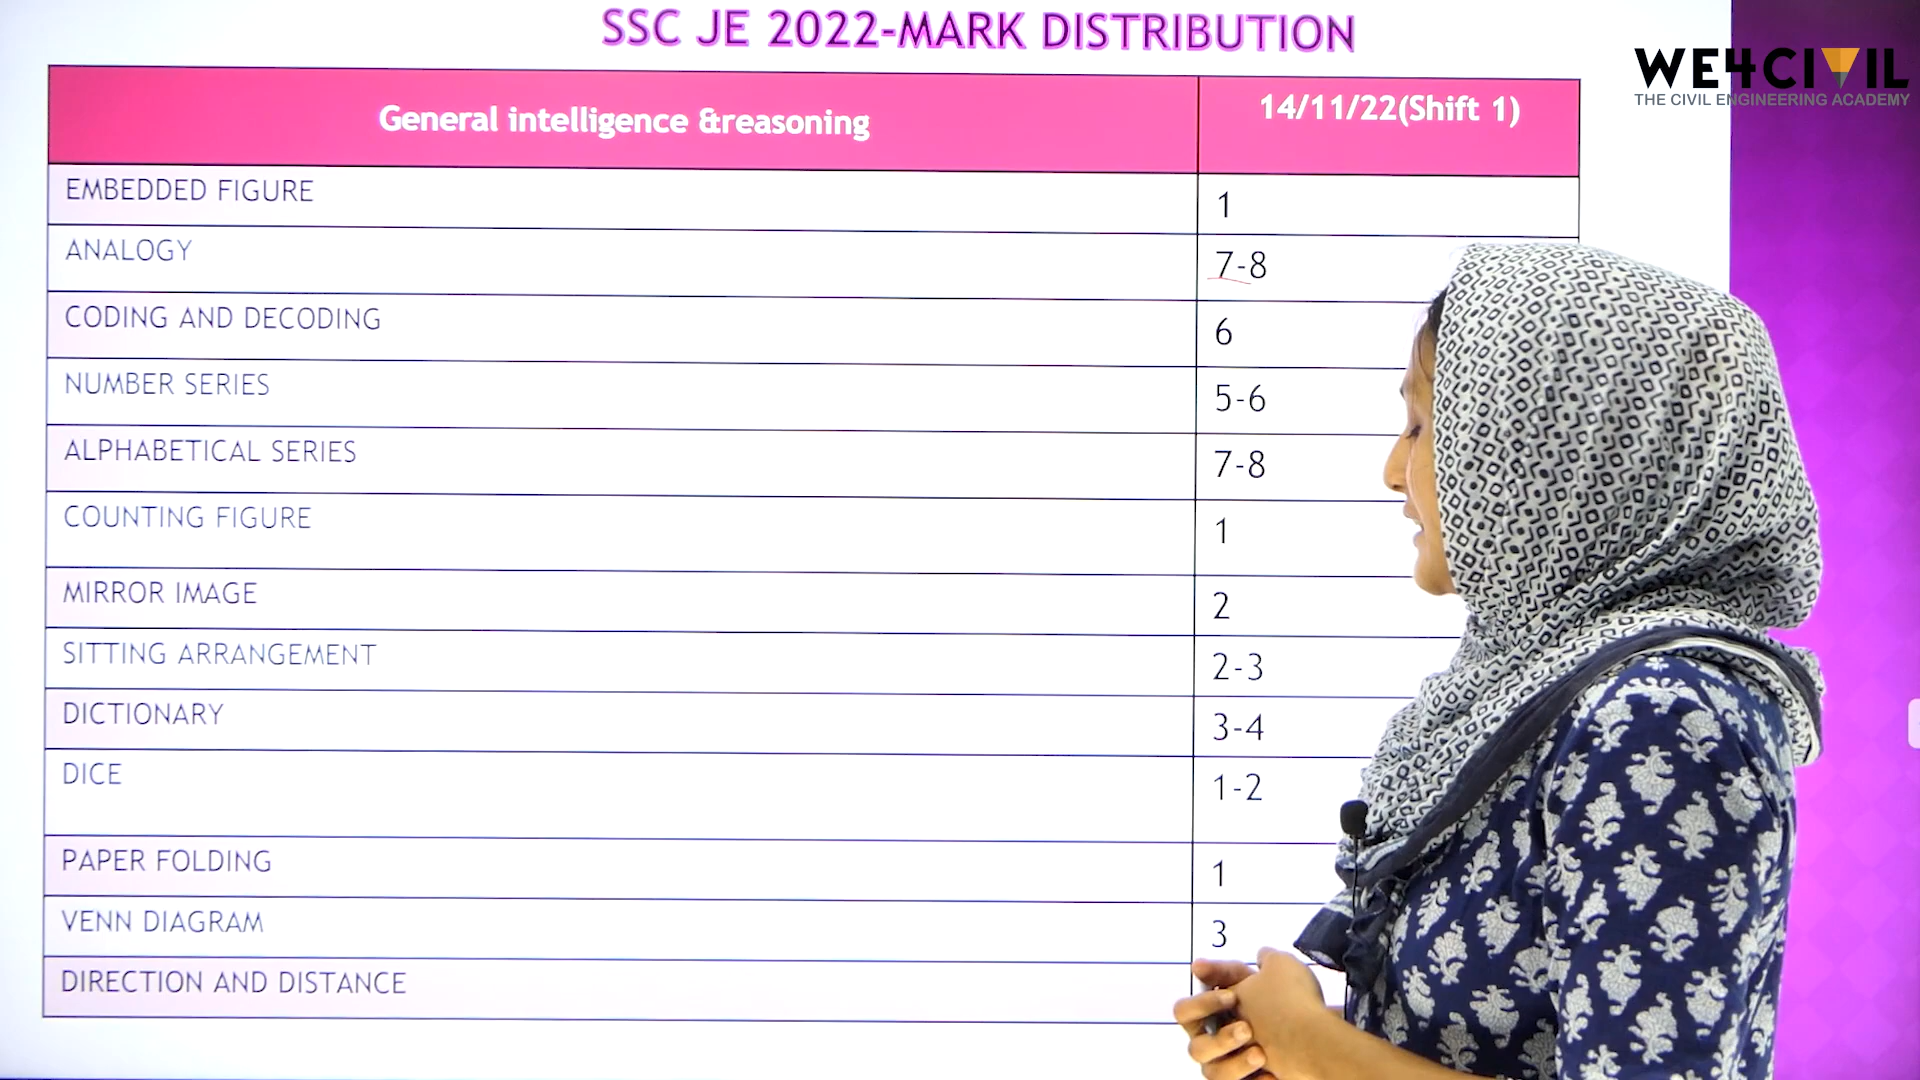 SSC JE 2022-MARK DISTRIBUTION
WE4CIVIL
THE CIVIL ENGINEERING ACADEMY
General intelligence &reasoning 14/11/22(Shift 1)
EMBEDDED FIGURE 1
ANALOGY 7-8
CODING AND DECODING 6
NUMBER SERIES 5-6
ALPHABETICAL SERIES 7-8
COUNTING FIGURE 1
MIRROR IMAGE 2
SITTING ARRANGEMENT 2-3
DICTIONARY 3-4
DICE 1-2
PAPER FOLDING 1
VENN DIAGRAM 3
DIRECTION AND DISTANCE